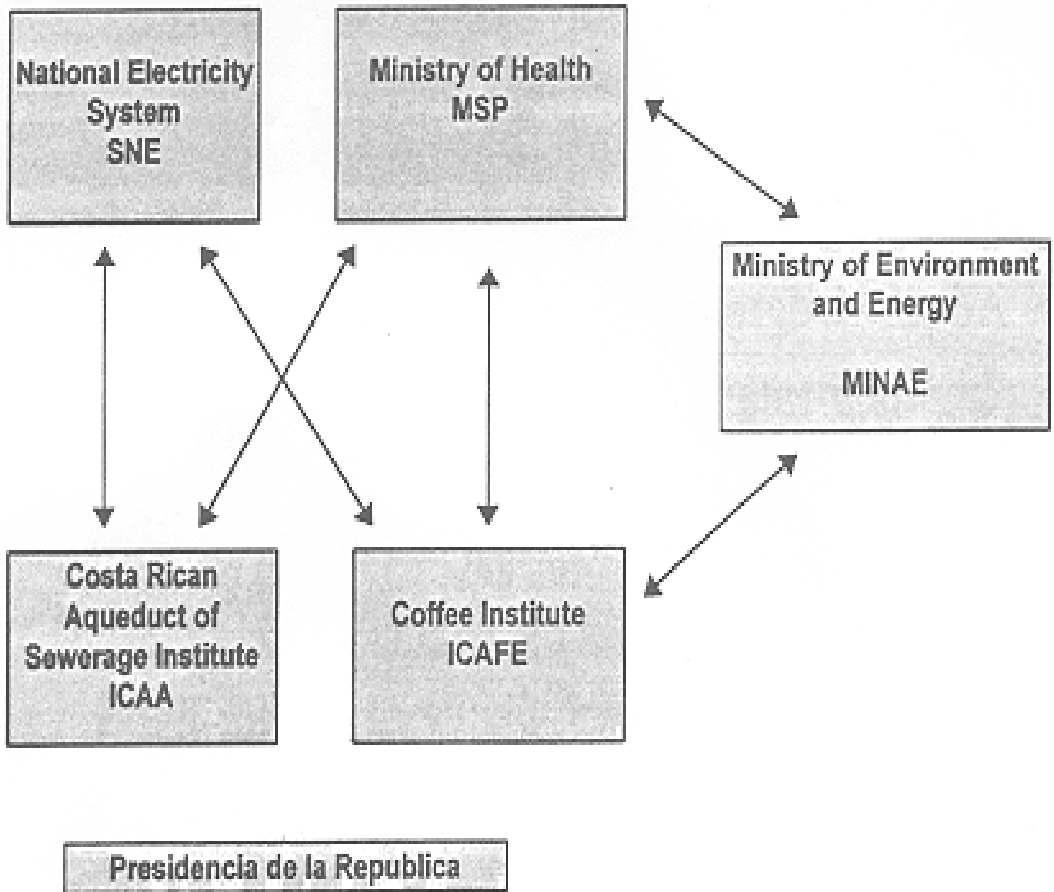 National Electricity
System
SNE
Ministry of Health
MSP
Ministry of Environment
and Energy
MINAE
Costa Rican
Aqueduct of
Sewerage Institute
ICAA
Coffee Institute
ICAFE
Presidencia de la Republica